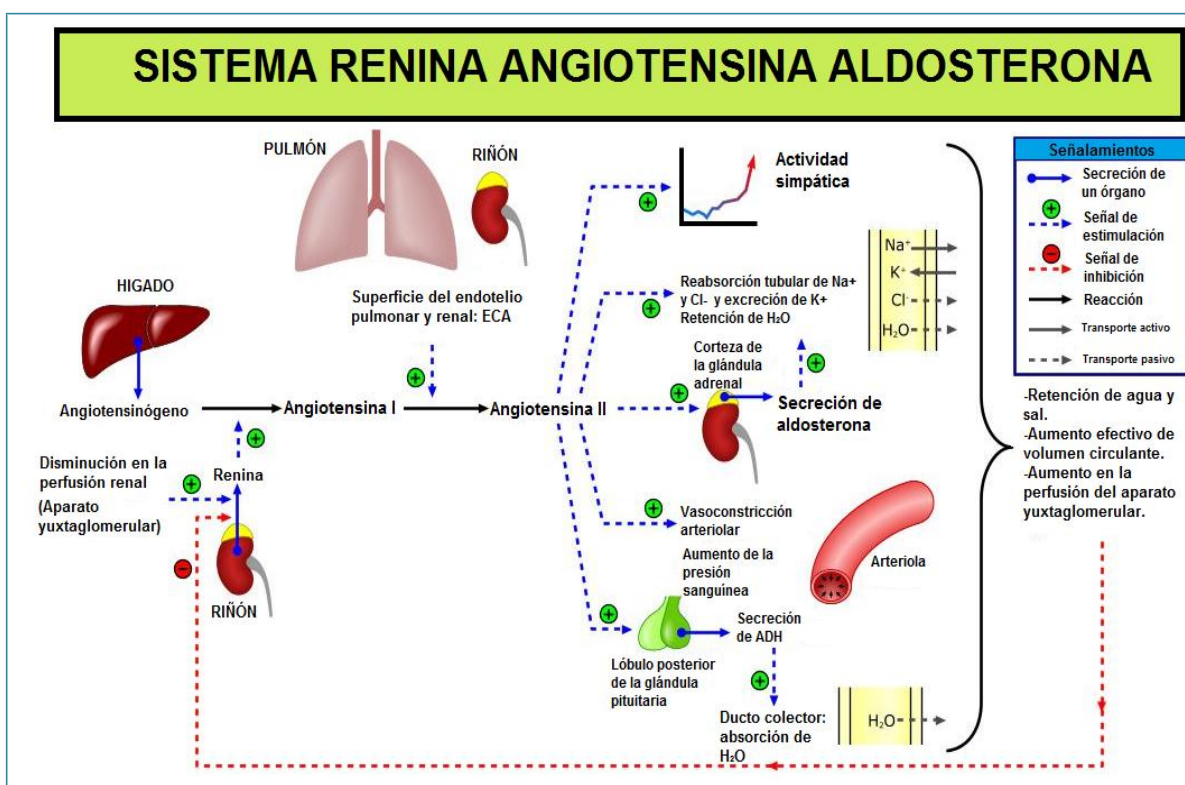 SISTEMA RENINA ANGIOTENSINA ALDOSTERONA
PULMÓN
RIÑÓN
HIGADO
Superficie del endotelio
pulmonar y renal: ECA
Angiotensinógeno
Angiotensina I
Angiotensina II
Disminución en la
perfusión renal
(Aparato
yuxtaglomerular)
Renina
RIÑÓN
Actividad
simpática
Reabsorción tubular de Na+
y Cl- y excreción de K+
Retención de H₂O
Corteza de
la glándula
adrenal
Secreción de
aldosterona
Vasoconstricción
arteriolar
Aumento de la
presión
sanguínea
Arteriola
Lóbulo posterior
de la glándula
pituitaria
Secreción
de ADH
Ducto colector:
absorción de
H₂O
Na⁺
K⁺
Cl⁻
H₂O
H₂O
Señalamientos
Secreción de
un órgano
Señal de
estimulación
Señal de
inhibición
Reacción
Transporte activo
Transporte pasivo
-Retención de agua y
sal.
-Aumento efectivo de
volumen circulante.
-Aumento en la
perfusión del aparato
yuxtaglomerular.